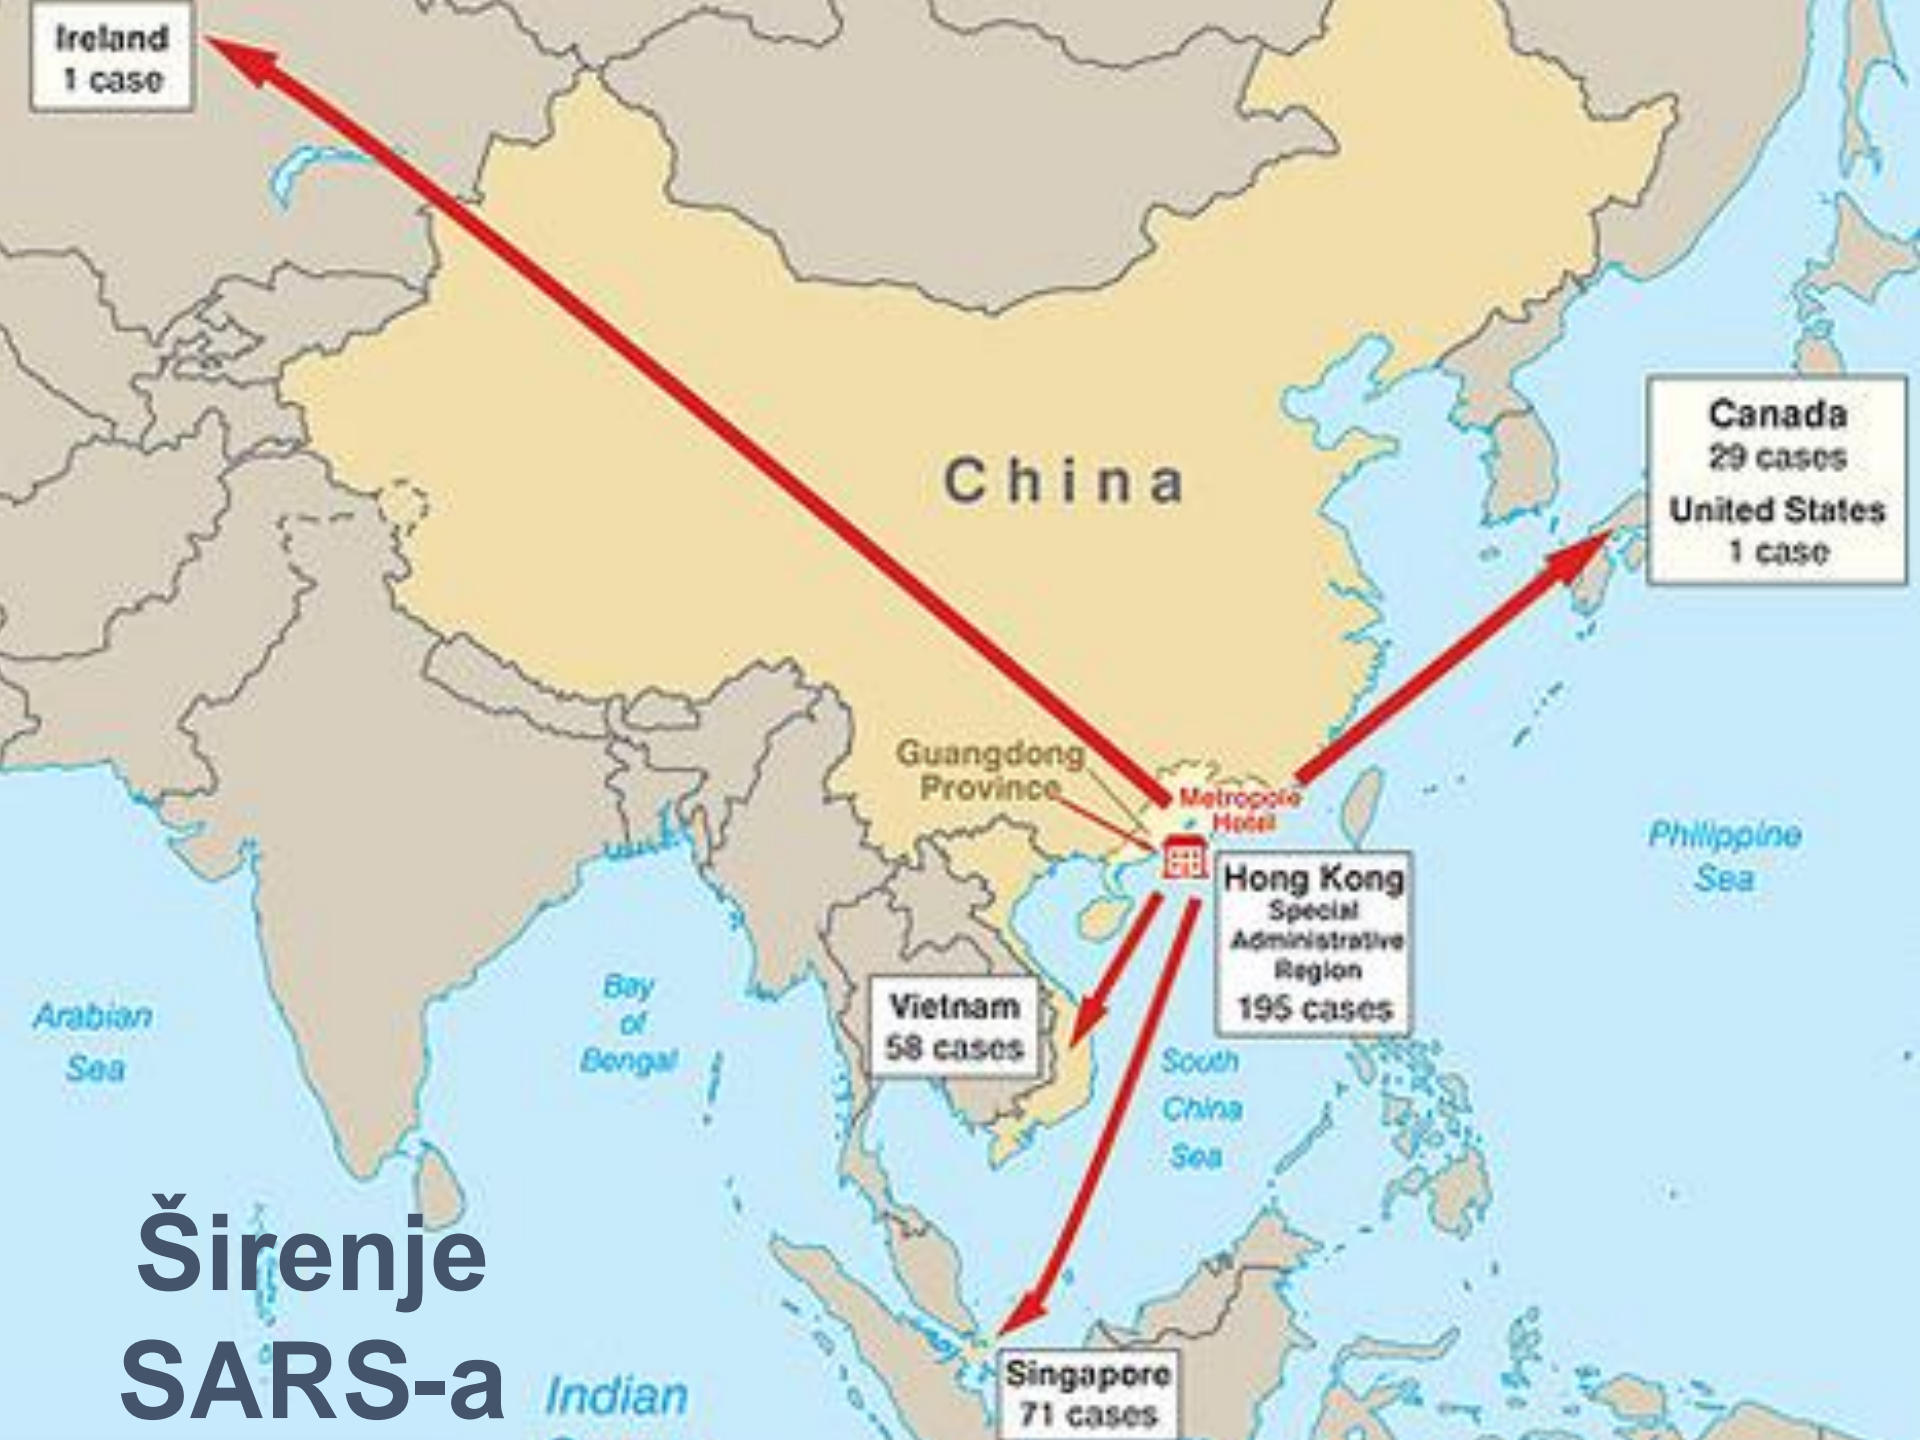 Ireland
1 case
China
Canada
29 cases
United States
1 case
Guangdong
Province
Metropole
Hotel
Hong Kong
Special
Administrative
Region
195 cases
Philippine
Sea
Vietnam
58 cases
Arabian
Sea
Bay
of
Bengal
South
China
Sea
Širenje
SARS-a
Indian
Singapore
71 cases